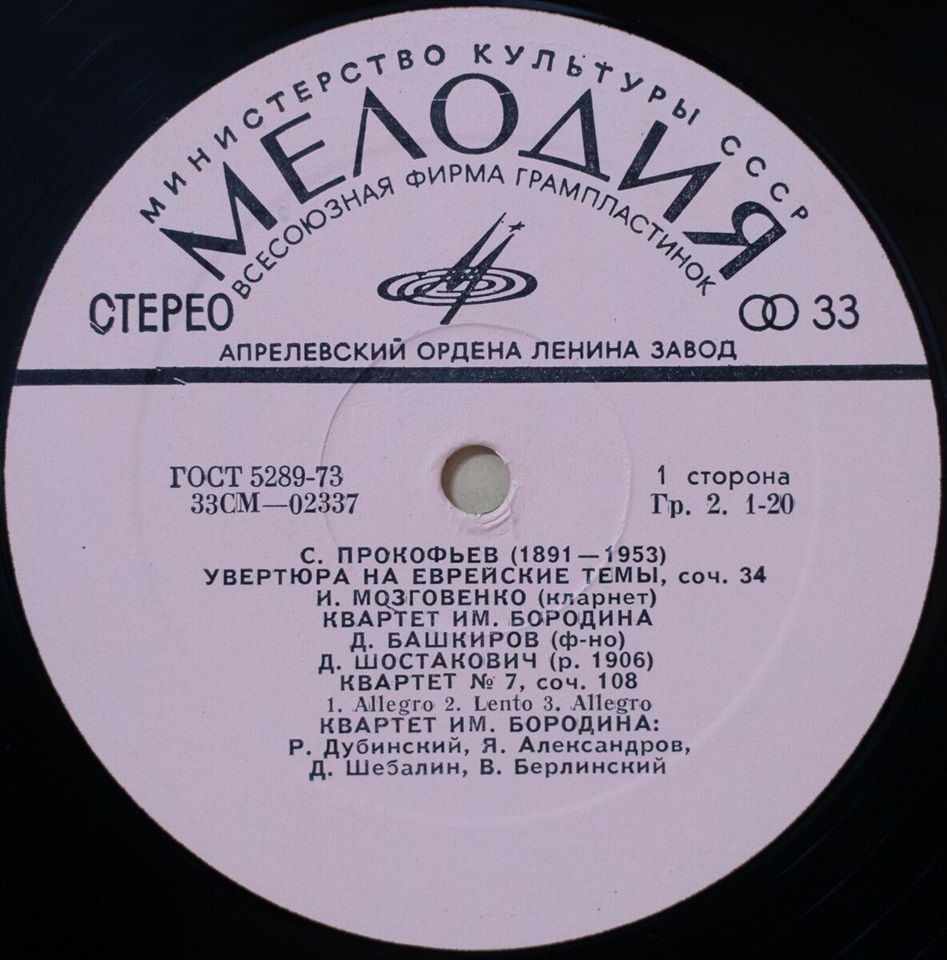 МИНИСТЕРСТВО КУЛЬТУРЫ СССР
МЕЛОДИЯ
ВСЕСОЮЗНАЯ ФИРМА ГРАМПЛАСТИНОК
СТЕРЕО
33
АПРЕЛЕВСКИЙ ОРДЕНА ЛЕНИНА ЗАВОД
ГОСТ 5289-73
33СМ—02337
1 сторона
Гр. 2. 1-20
С. ПРОКОФЬЕВ (1891—1953)
УВЕРТЮРА НА ЕВРЕЙСКИЕ ТЕМЫ, соч. 34
И. МОЗГОВЕНКО (кларнет)
КВАРТЕТ ИМ. БОРОДИНА
Д. БАШКИРОВ (ф-но)
Д. ШОСТАКОВИЧ (р. 1906)
КВАРТЕТ № 7, соч. 108
1. Allegro 2. Lento 3. Allegro
КВАРТЕТ ИМ. БОРОДИНА:
Р. Дубинский, Я. Александров,
Д. Шебалин, В. Берлинский